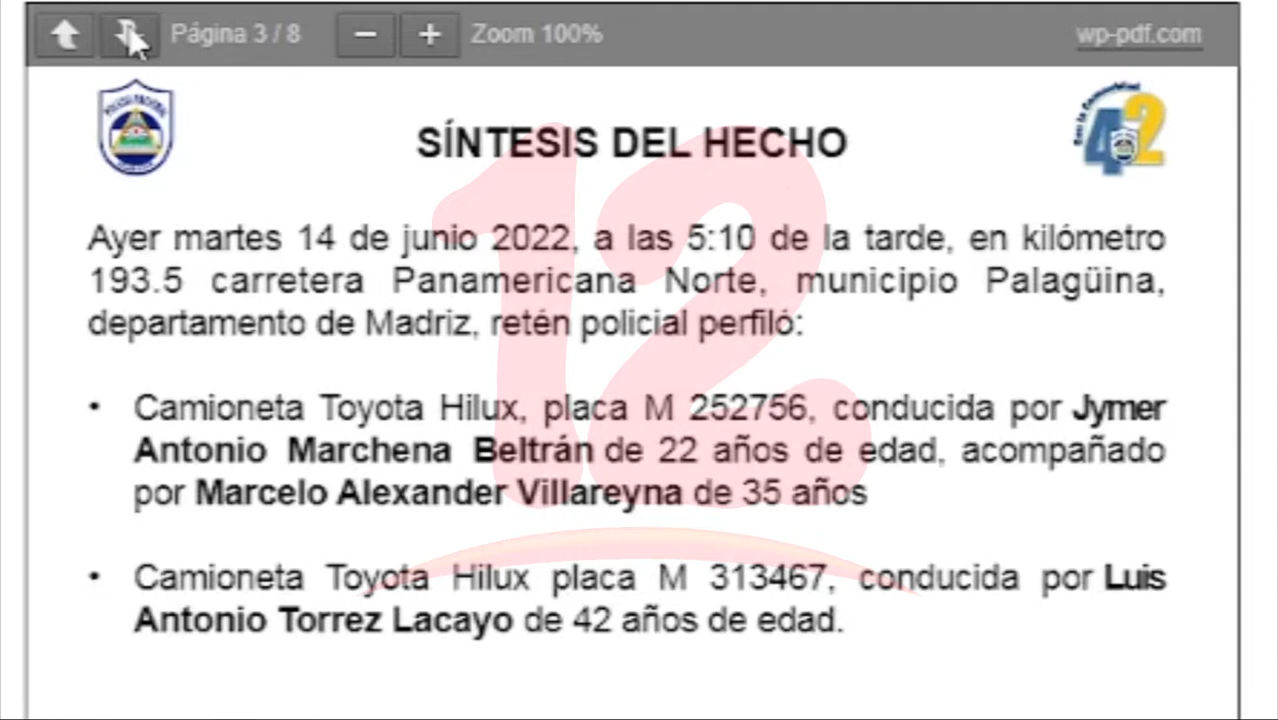 Página 3 / 8
Zoom 100%
wp-pdf.com
POLICIA NACIONAL
42
SÍNTESIS DEL HECHO
12
Ayer martes 14 de junio 2022, a las 5:10 de la tarde, en kilómetro
193.5 carretera Panamericana Norte, municipio Palagüina,
departamento de Madriz, retén policial perfiló:
• Camioneta Toyota Hilux, placa M 252756, conducida por Jymer
Antonio Marchena Beltrán de 22 años de edad, acompañado
por Marcelo Alexander Villareyna de 35 años
• Camioneta Toyota Hilux placa M 313467, conducida por Luis
Antonio Torrez Lacayo de 42 años de edad.